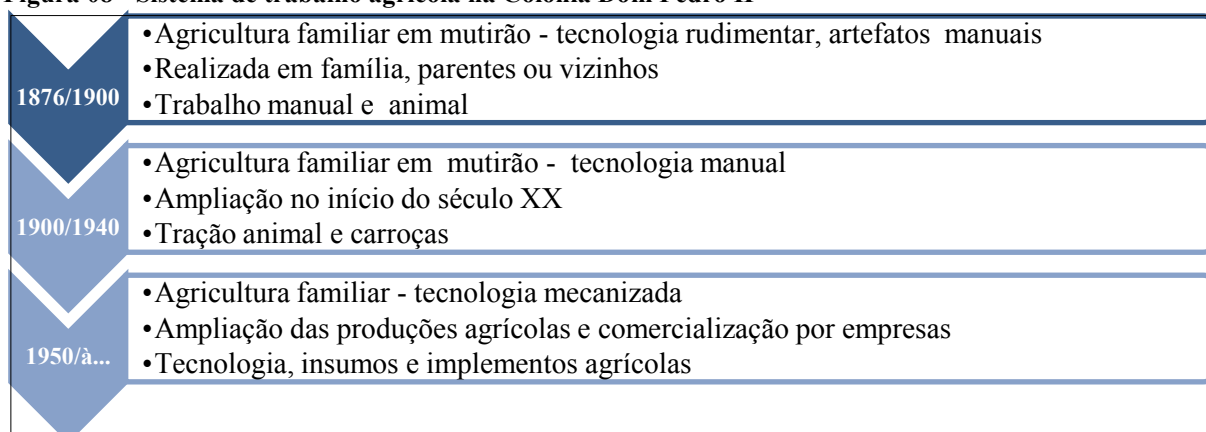 Figura 08 - Sistema de trabalho agrícola na Colônia Dom Pedro II
1876/1900
•Agricultura familiar em mutirão - tecnologia rudimentar, artefatos manuais
•Realizada em família, parentes ou vizinhos
•Trabalho manual e animal
1900/1940
•Agricultura familiar em mutirão - tecnologia manual
•Ampliação no início do século XX
•Tração animal e carroças
1950/à...
•Agricultura familiar - tecnologia mecanizada
•Ampliação das produções agrícolas e comercialização por empresas
•Tecnologia, insumos e implementos agrícolas